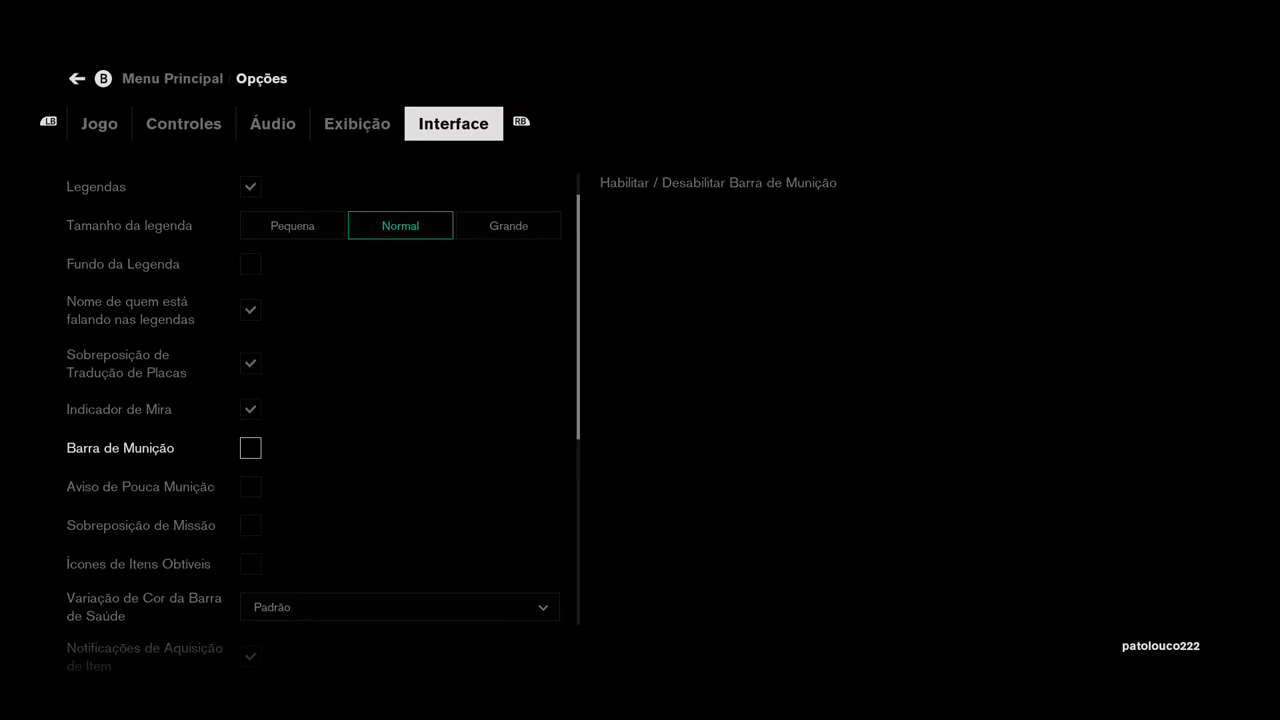 B Menu Principal / Opções
LB Jogo Controles Áudio Exibição Interface RB
Legendas
Habilitar / Desabilitar Barra de Munição
Tamanho da legenda Pequena Normal Grande
Fundo da Legenda
Nome de quem está
falando nas legendas
Sobreposição de
Tradução de Placas
Indicador de Mira
Barra de Munição
Aviso de Pouca Munição
Sobreposição de Missão
Ícones de Itens Obtíveis
Variação de Cor da Barra
de Saúde
Padrão
Notificações de Aquisição
de Item
patolouco222